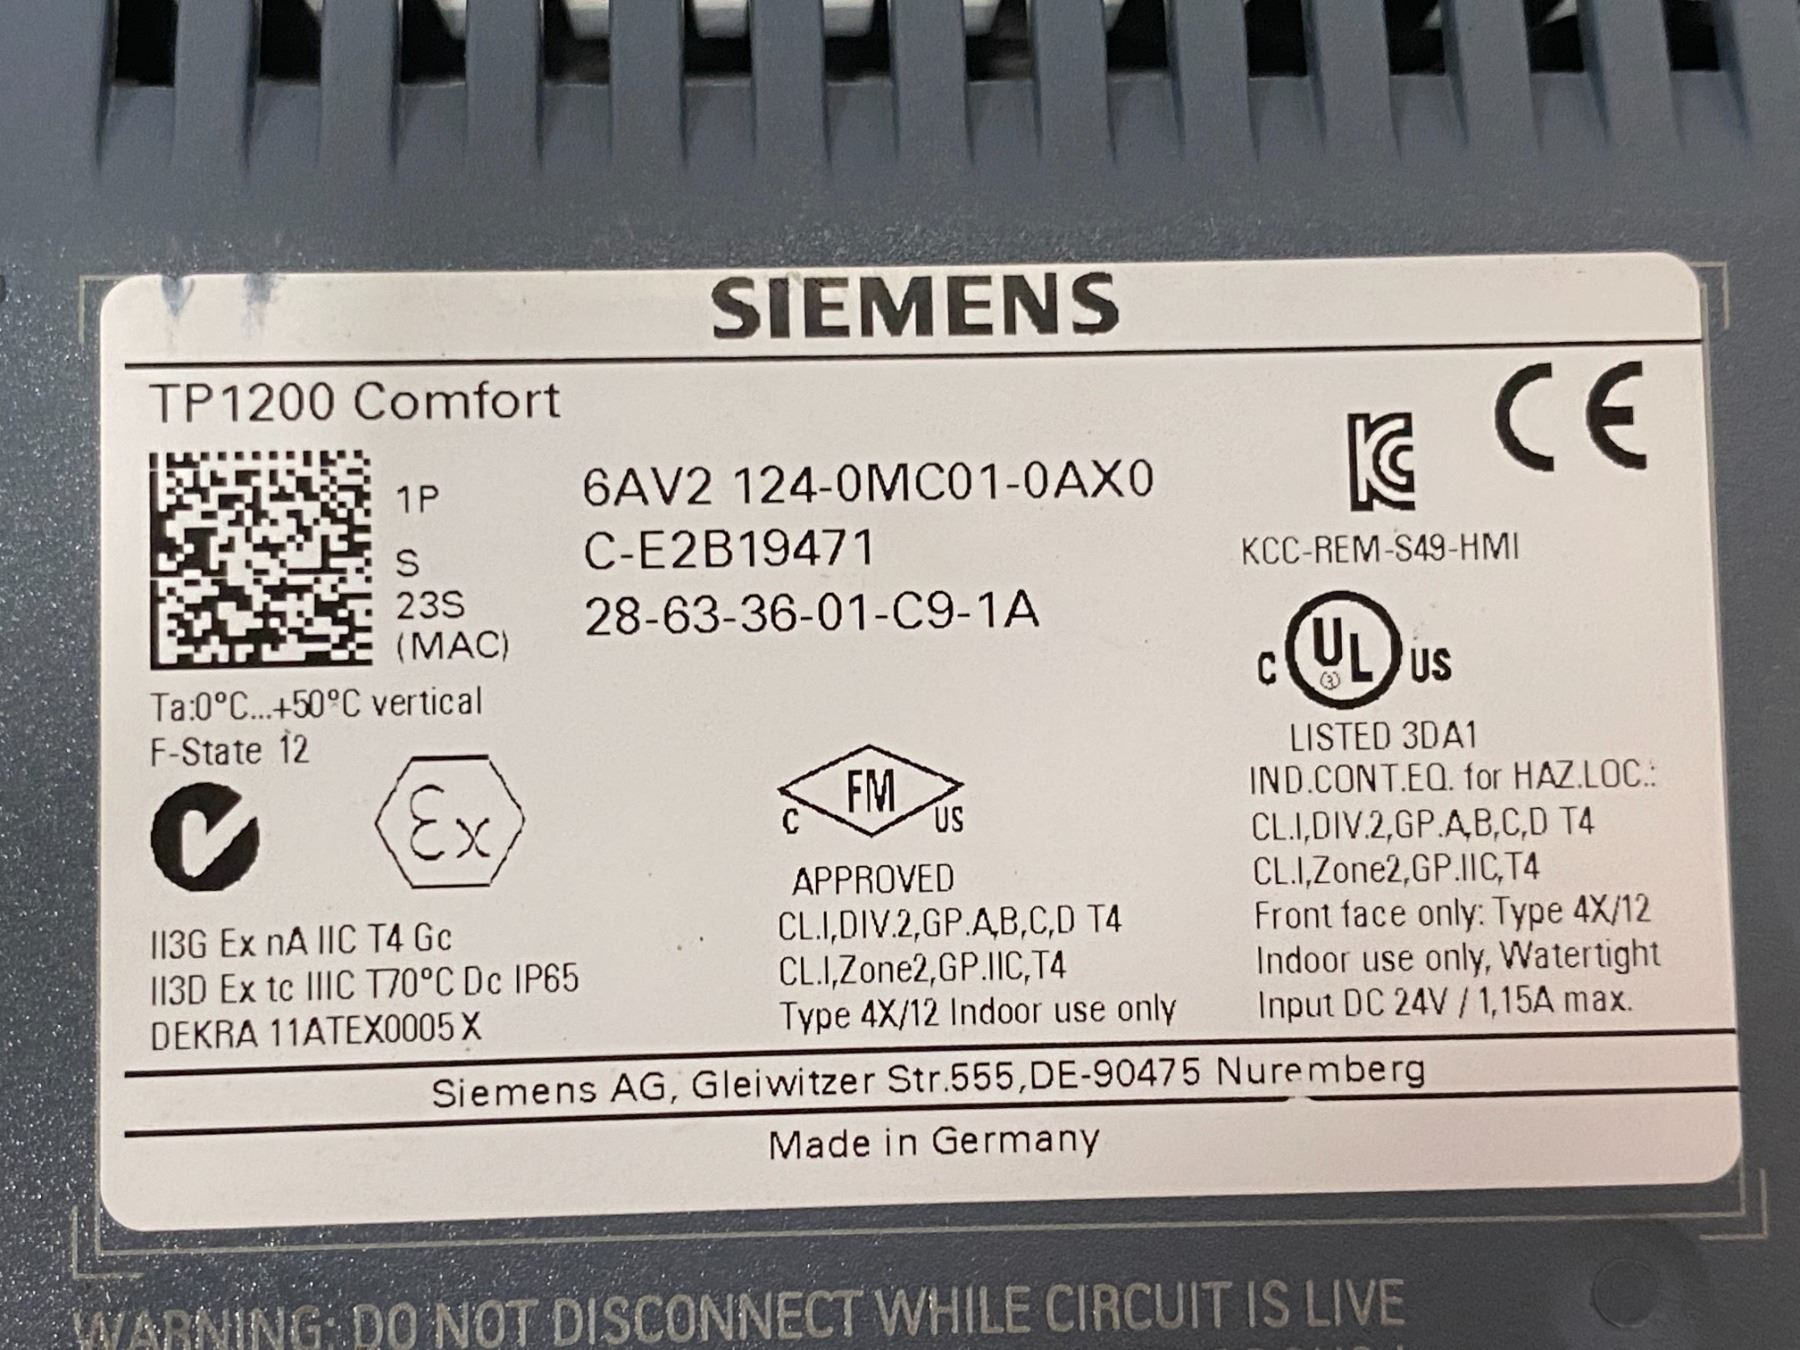 SIEMENS
TP1200 Comfort
1P 6AV2 124-0MC01-0AX0
S C-E2B19471
23S 28-63-36-01-C9-1A
(MAC)
Ta:0°C...+50°C vertical
F-State 12
CE
KCC-REM-S49-HMI
C UL US
LISTED 3DA1
IND.CONT.EQ. for HAZ.LOC.:
CL.I,DIV.2,GP.A,B,C,D T4
CL.I,Zone2,GP.IIC,T4
Front face only: Type 4X/12
Indoor use only, Watertight
Input DC 24V / 1,15A max.
Ex
II3G Ex nA IIC T4 Gc
II3D Ex tc IIIC T70°C Dc IP65
DEKRA 11ATEX0005 X
C FM US
APPROVED
CL.I,DIV.2,GP.A,B,C,D T4
CL.I,Zone2,GP.IIC,T4
Type 4X/12 Indoor use only
Siemens AG, Gleiwitzer Str.555,DE-90475 Nuremberg
Made in Germany
WARNING: DO NOT DISCONNECT WHILE CIRCUIT IS LIVE